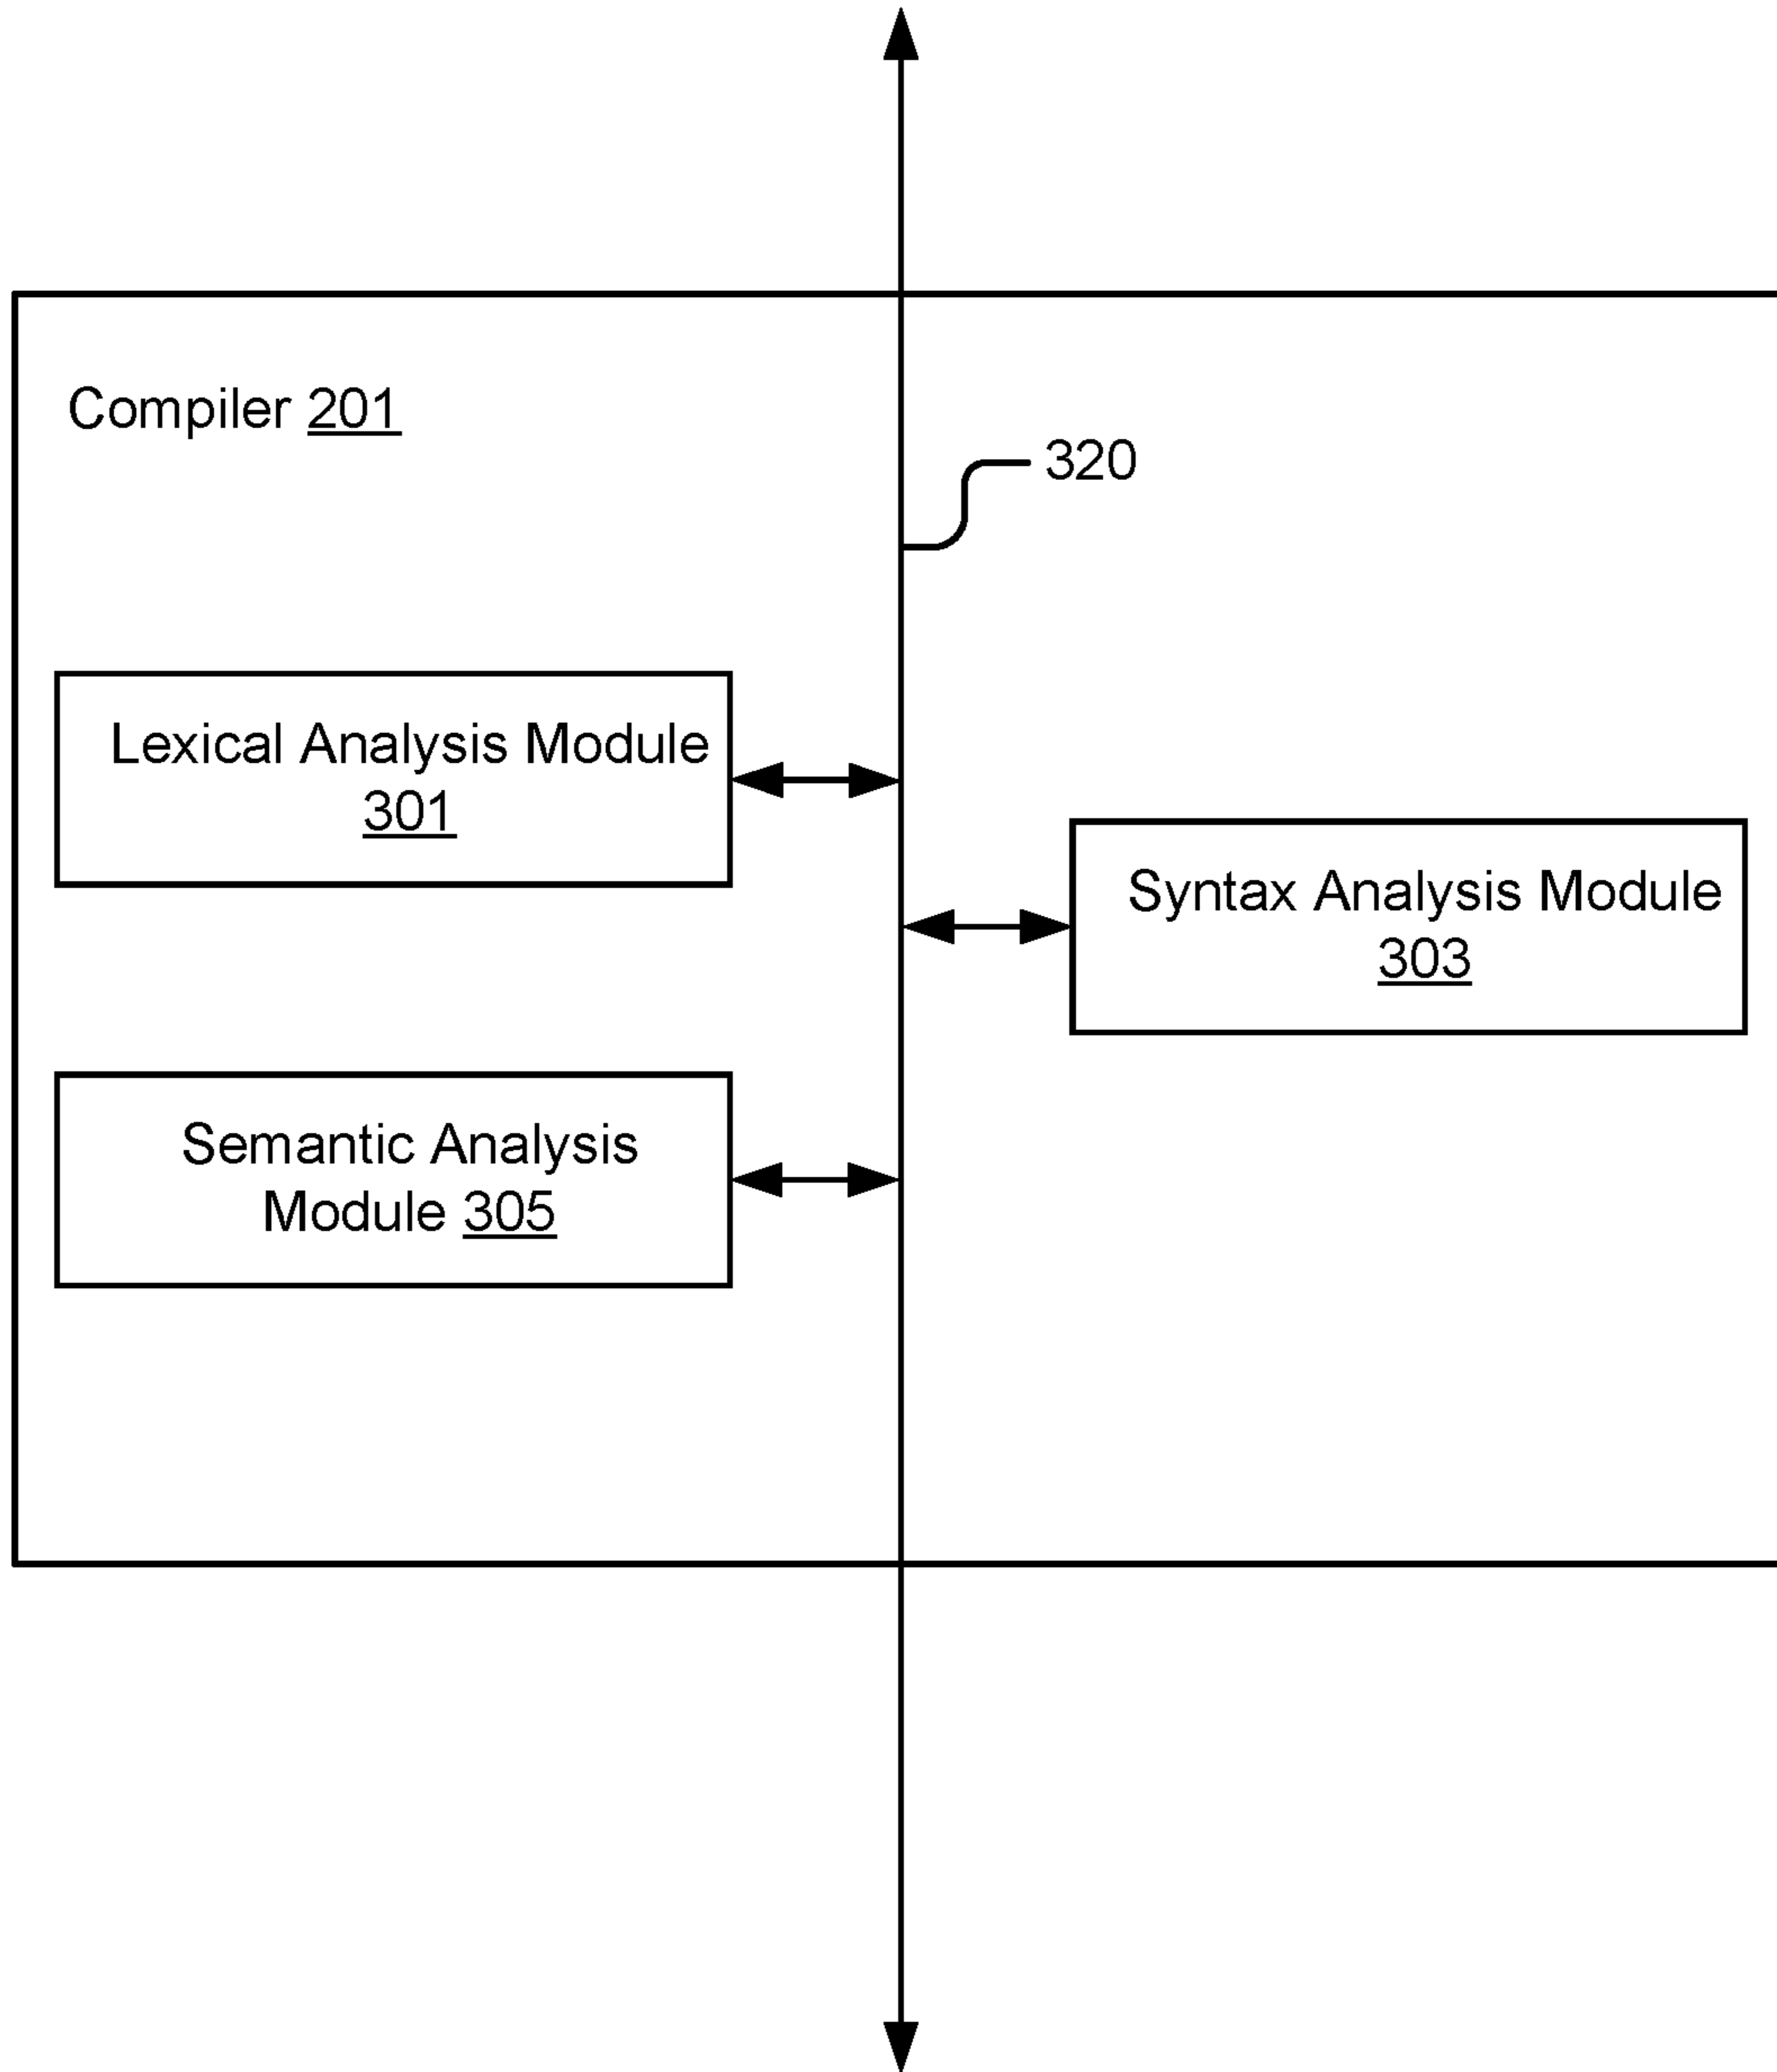 Compiler 201
320
Lexical Analysis Module
301
Syntax Analysis Module
303
Semantic Analysis
Module 305